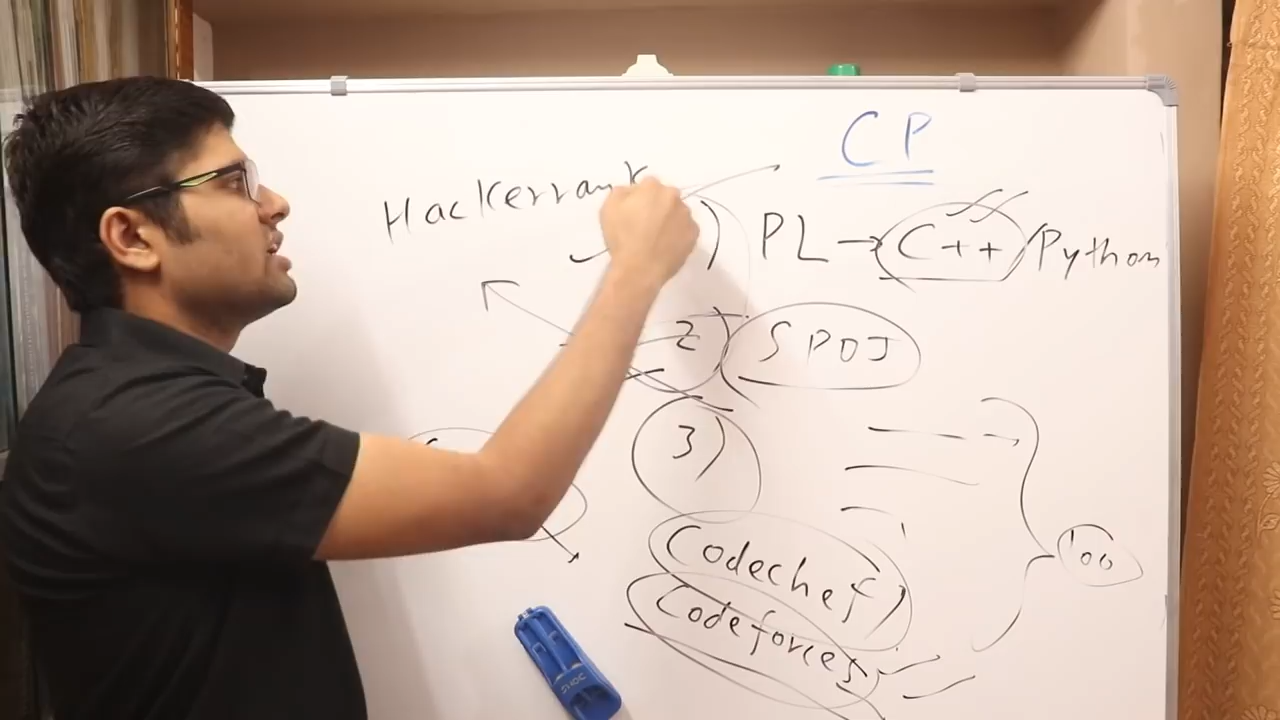 CP
Hackerrank
1) PL → C++/Python
2) SPOJ
3)
100
Codechef
Codeforces